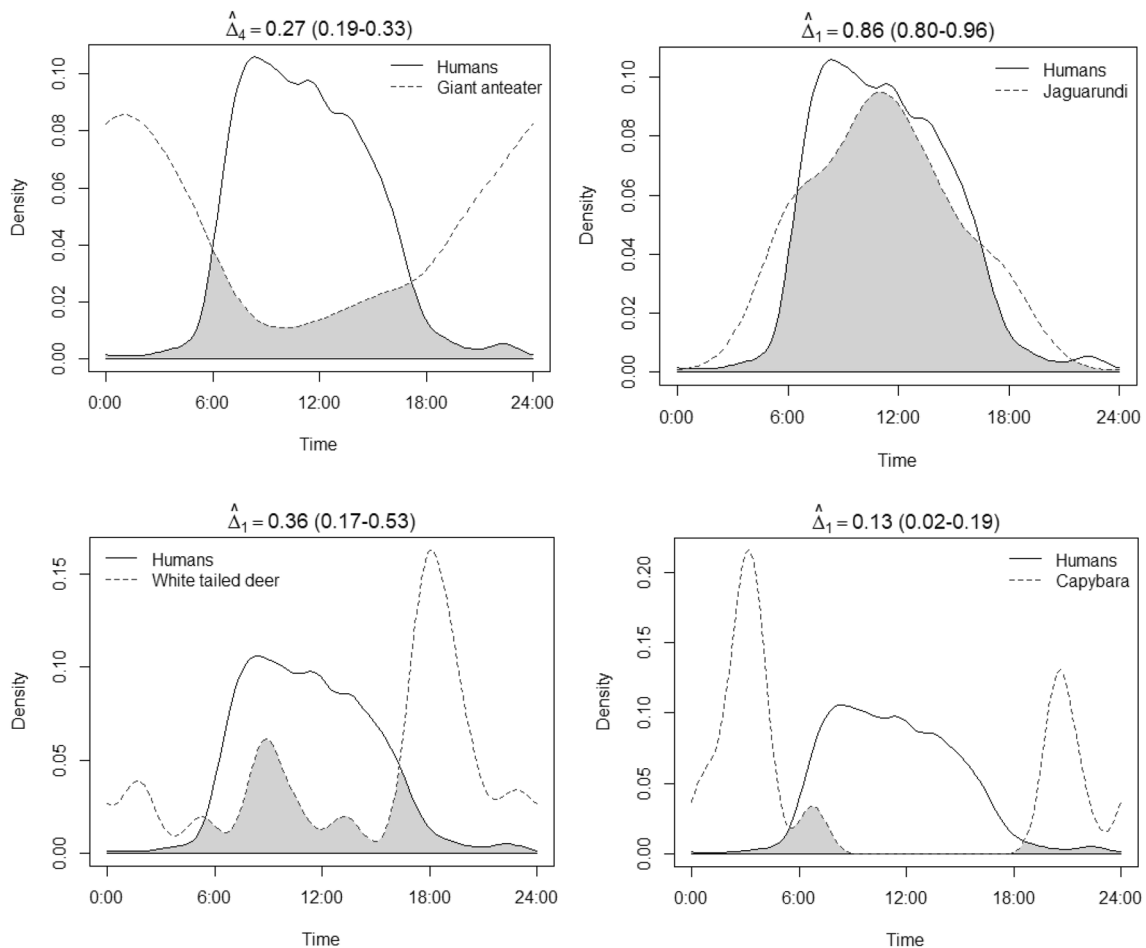 Δ̂₄ = 0.27 (0.19-0.33)
Humans
Giant anteater
Density
0.00 0.02 0.04 0.06 0.08 0.10
0:00 6:00 12:00 18:00 24:00
Time
Δ̂₁ = 0.86 (0.80-0.96)
Humans
Jaguarundi
Density
0.00 0.02 0.04 0.06 0.08 0.10
0:00 6:00 12:00 18:00 24:00
Time
Δ̂₁ = 0.36 (0.17-0.53)
Humans
White tailed deer
Density
0.00 0.05 0.10 0.15
0:00 6:00 12:00 18:00 24:00
Time
Δ̂₁ = 0.13 (0.02-0.19)
Humans
Capybara
Density
0.00 0.05 0.10 0.15 0.20
0:00 6:00 12:00 18:00 24:00
Time